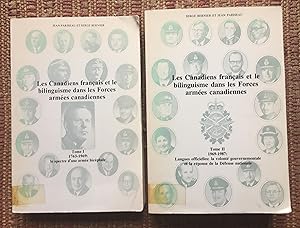 JEAN PARISEAU ET SERGE BERNIER
Les Canadiens français et le
bilinguisme dans les Forces
armées canadiennes
Tome I
1763-1969:
le spectre d'une armée bicéphale
SERGE BERNIER ET JEAN PARISEAU
Les Canadiens français et le
bilinguisme dans les Forces
armées canadiennes
Tome II
1969-1987:
Langues officielles: la volonté gouvernementale
et la réponse de la Défense nationale